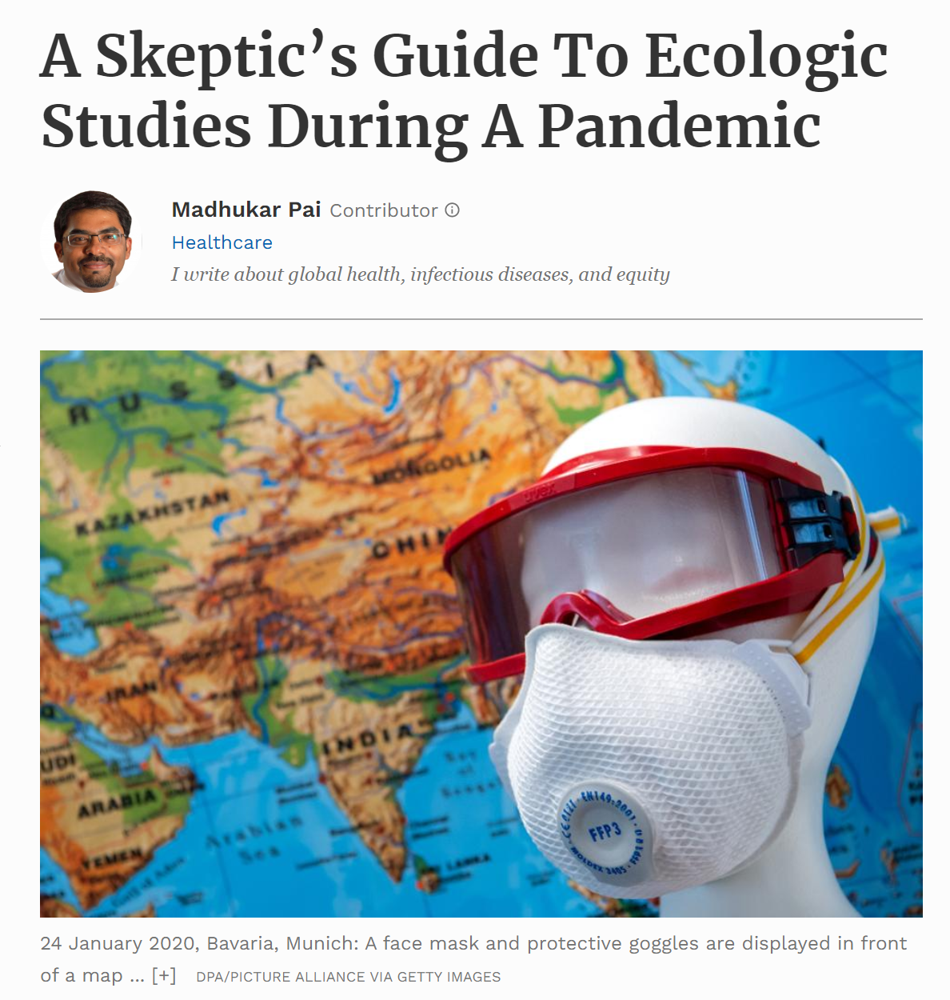 A Skeptic’s Guide To Ecologic
Studies During A Pandemic
Madhukar Pai Contributor
Healthcare
I write about global health, infectious diseases, and equity
RUSSIA
MONGOLIA
KAZAKHSTAN
CHIN
IRAN
INDIA
UDI
ARABIA
Arabian
Sea
YEMEN
LANKA
uvex
EN149:2001
FFP3
MOLDEX 3405
24 January 2020, Bavaria, Munich: A face mask and protective goggles are displayed in front
of a map ... [+] DPA/PICTURE ALLIANCE VIA GETTY IMAGES